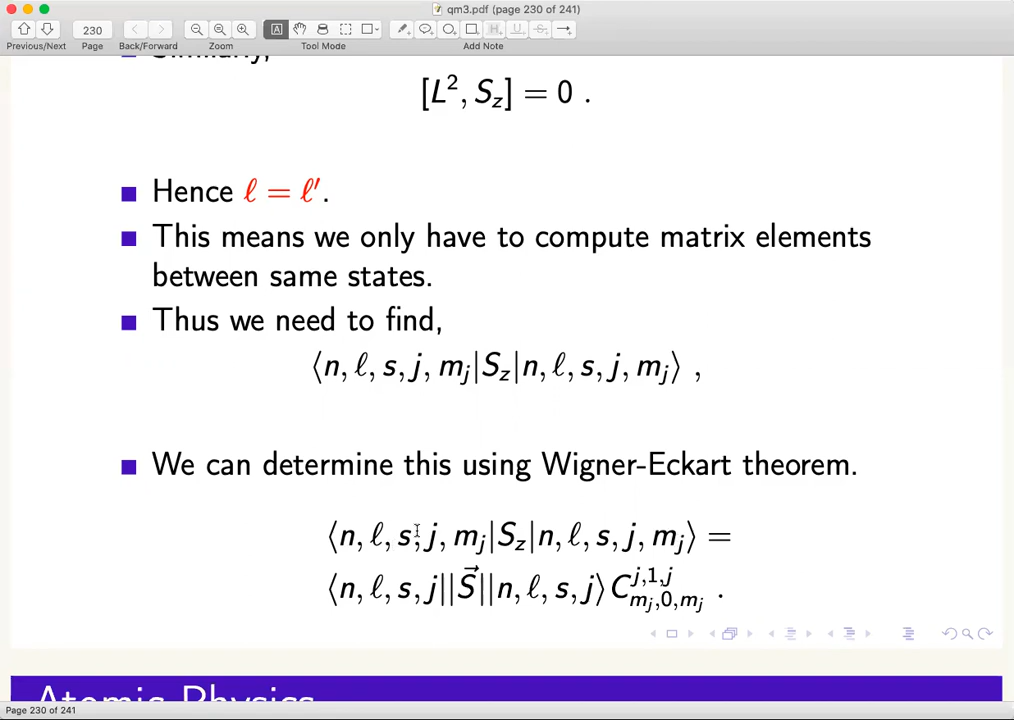 qm3.pdf (page 230 of 241)
230
Previous/Next Page Back/Forward Zoom Tool Mode Add Note
Similarly,
[L², S_z] = 0 .
Hence ℓ = ℓ′.
This means we only have to compute matrix elements
between same states.
Thus we need to find,
⟨n, ℓ, s, j, m_j|S_z|n, ℓ, s, j, m_j⟩ ,
We can determine this using Wigner-Eckart theorem.
⟨n, ℓ, s, j, m_j|S_z|n, ℓ, s, j, m_j⟩ =
⟨n, ℓ, s, j||S⃗||n, ℓ, s, j⟩ C^{j,1,j}_{m_j,0,m_j} .
Atomic Physics
Page 230 of 241